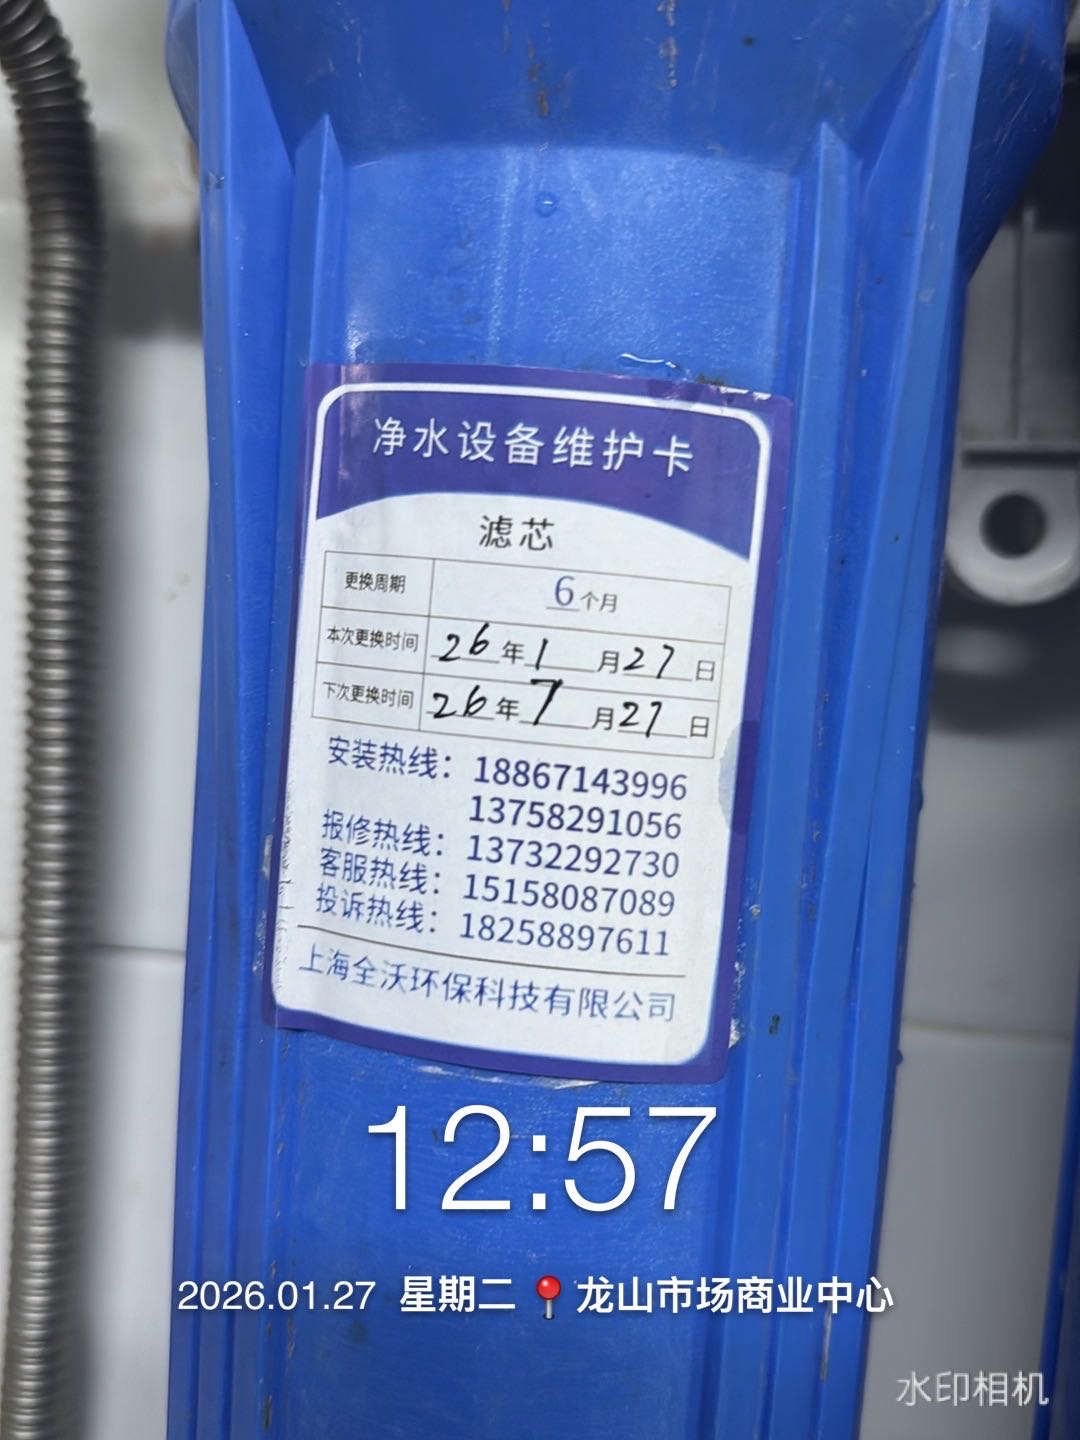 净水设备维护卡
滤芯
更换周期 6个月
本次更换时间 26年1月27日
下次更换时间 26年7月27日
安装热线：18867143996
13758291056
报修热线：13732292730
客服热线：15158087089
投诉热线：18258897611
上海全沃环保科技有限公司
12:57
2026.01.27 星期二 📍龙山市场商业中心
水印相机